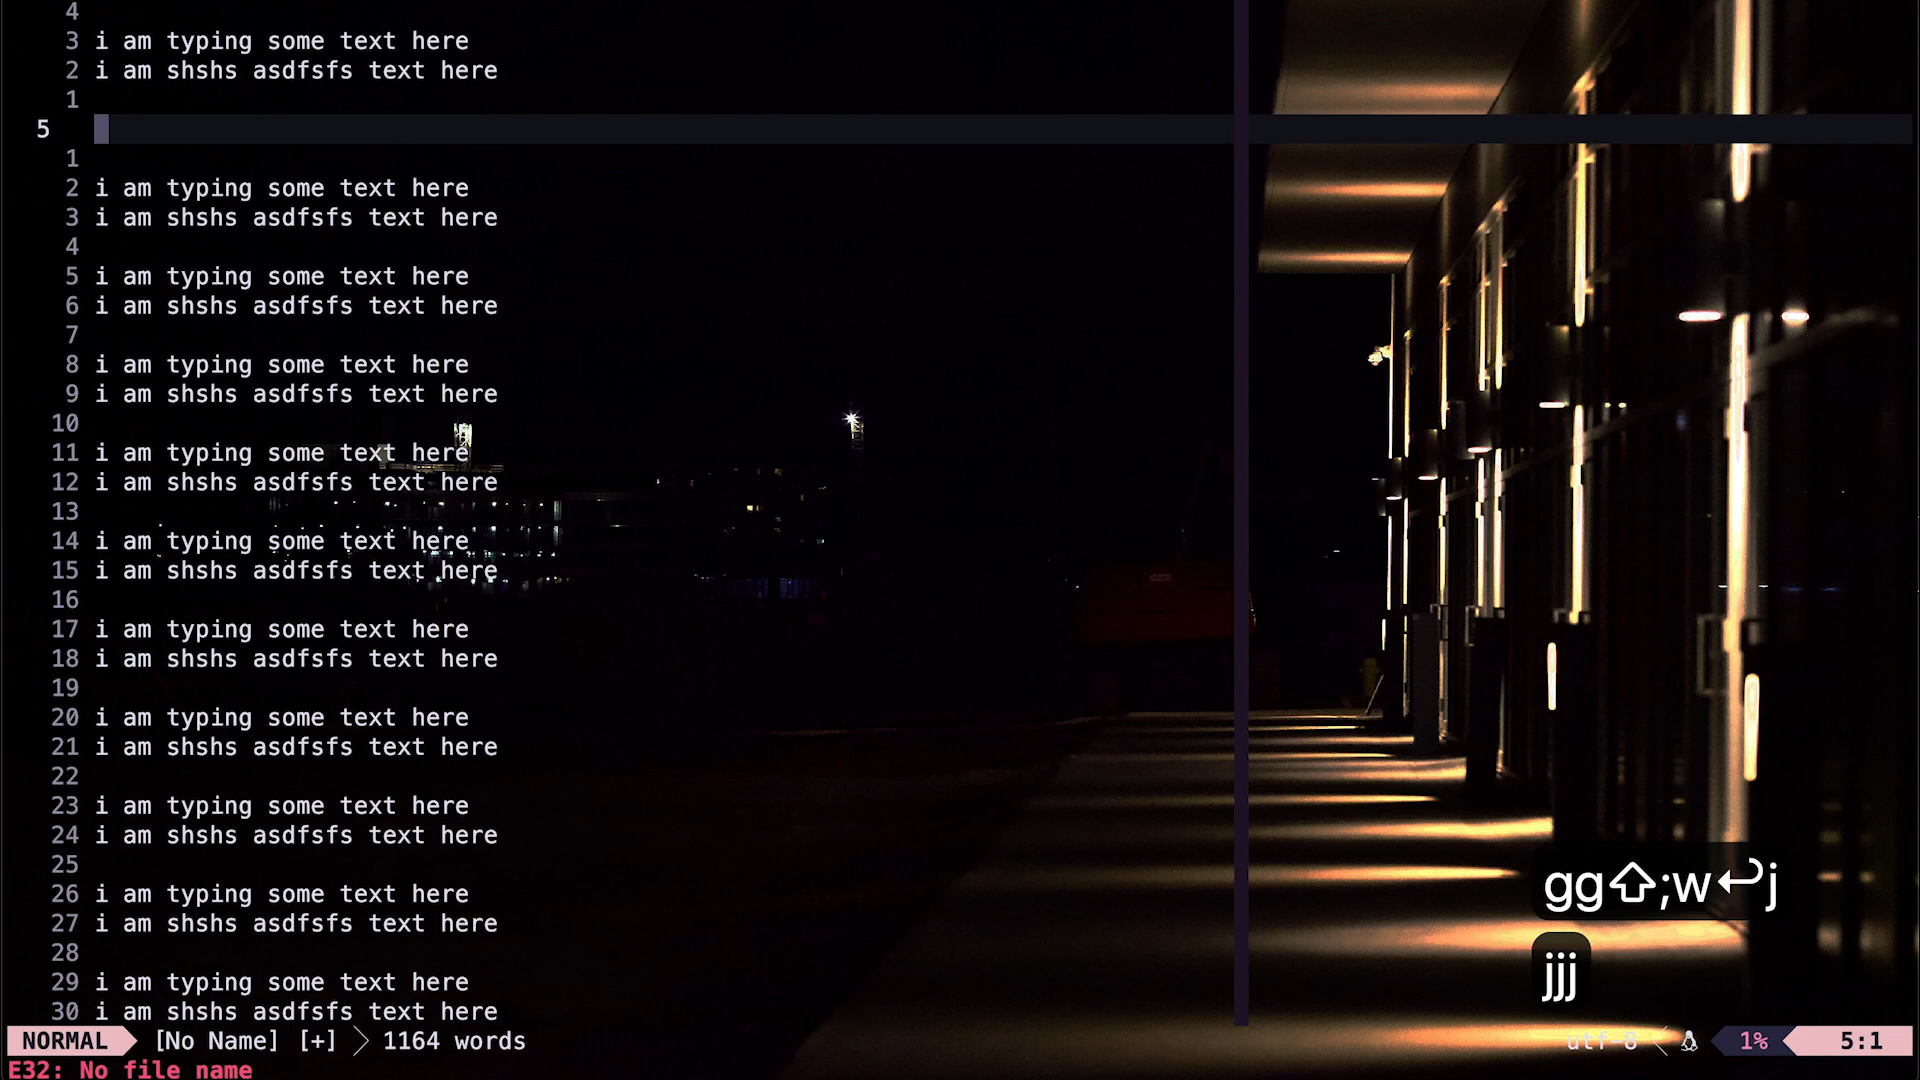 4
3 i am typing some text here
2 i am shshs asdfsfs text here
1
5
1
2 i am typing some text here
3 i am shshs asdfsfs text here
4
5 i am typing some text here
6 i am shshs asdfsfs text here
7
8 i am typing some text here
9 i am shshs asdfsfs text here
10
11 i am typing some text here
12 i am shshs asdfsfs text here
13
14 i am typing some text here
15 i am shshs asdfsfs text here
16
17 i am typing some text here
18 i am shshs asdfsfs text here
19
20 i am typing some text here
21 i am shshs asdfsfs text here
22
23 i am typing some text here
24 i am shshs asdfsfs text here
25
26 i am typing some text here
27 i am shshs asdfsfs text here
28
29 i am typing some text here
30 i am shshs asdfsfs text here
gg⇧;w↩j
jjj
NORMAL [No Name] [+] 1164 words utf-8 1% 5:1
E32: No file name